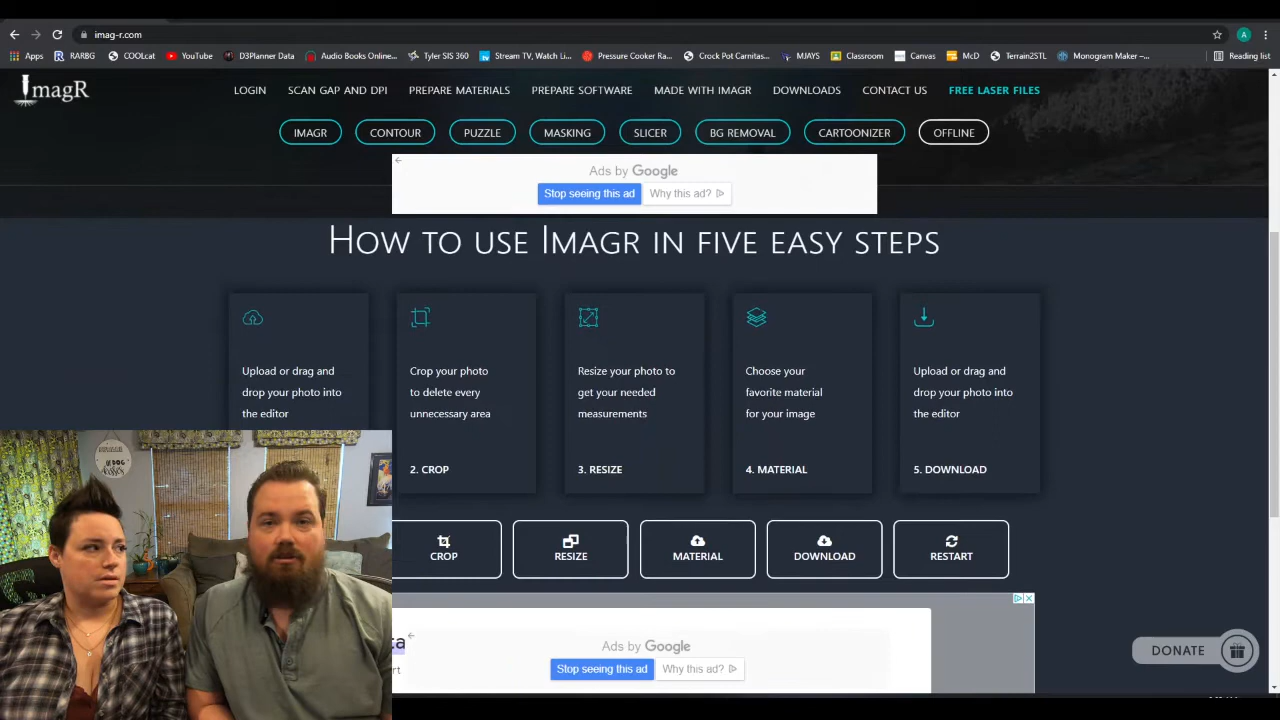 imag-r.com
A
Apps RARBG COOLcat YouTube D3Planner Data Audio Books Online... Tyler SIS 360 Stream TV, Watch Li... Pressure Cooker Ra... Crock Pot Carnitas... MJAYS Classroom Canvas McD Terrain2STL Monogram Maker –... Reading list
ImagR
LOGIN SCAN GAP AND DPI PREPARE MATERIALS PREPARE SOFTWARE MADE WITH IMAGR DOWNLOADS CONTACT US FREE LASER FILES
IMAGR CONTOUR PUZZLE MASKING SLICER BG REMOVAL CARTOONIZER OFFLINE
Ads by Google
Stop seeing this ad Why this ad?
How to use Imagr in five easy steps
Upload or drag and
drop your photo into
the editor
Crop your photo
to delete every
unnecessary area
2. CROP
Resize your photo to
get your needed
measurements
3. RESIZE
Choose your
favorite material
for your image
4. MATERIAL
Upload or drag and
drop your photo into
the editor
5. DOWNLOAD
CROP RESIZE MATERIAL DOWNLOAD RESTART
ta
rt
Ads by Google
Stop seeing this ad Why this ad?
DONATE